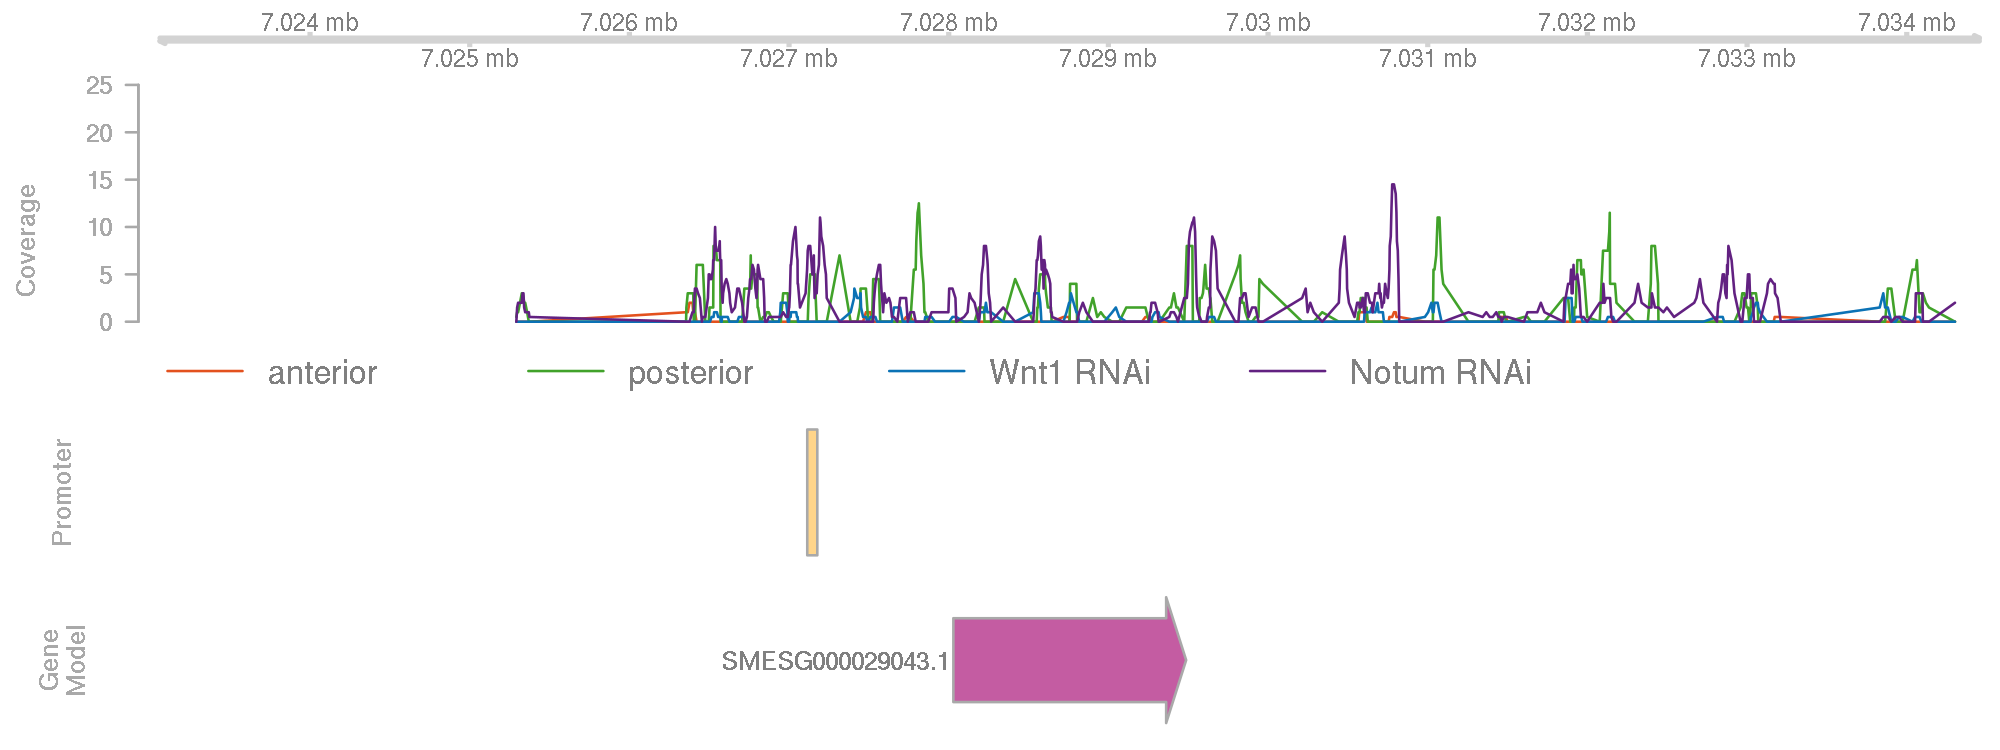 7.024 mb 7.026 mb 7.028 mb 7.03 mb 7.032 mb 7.034 mb
7.025 mb 7.027 mb 7.029 mb 7.031 mb 7.033 mb
Coverage
25
20
15
10
5
0
anterior posterior Wnt1 RNAi Notum RNAi
Promoter
Gene
Model
SMESG000029043.1